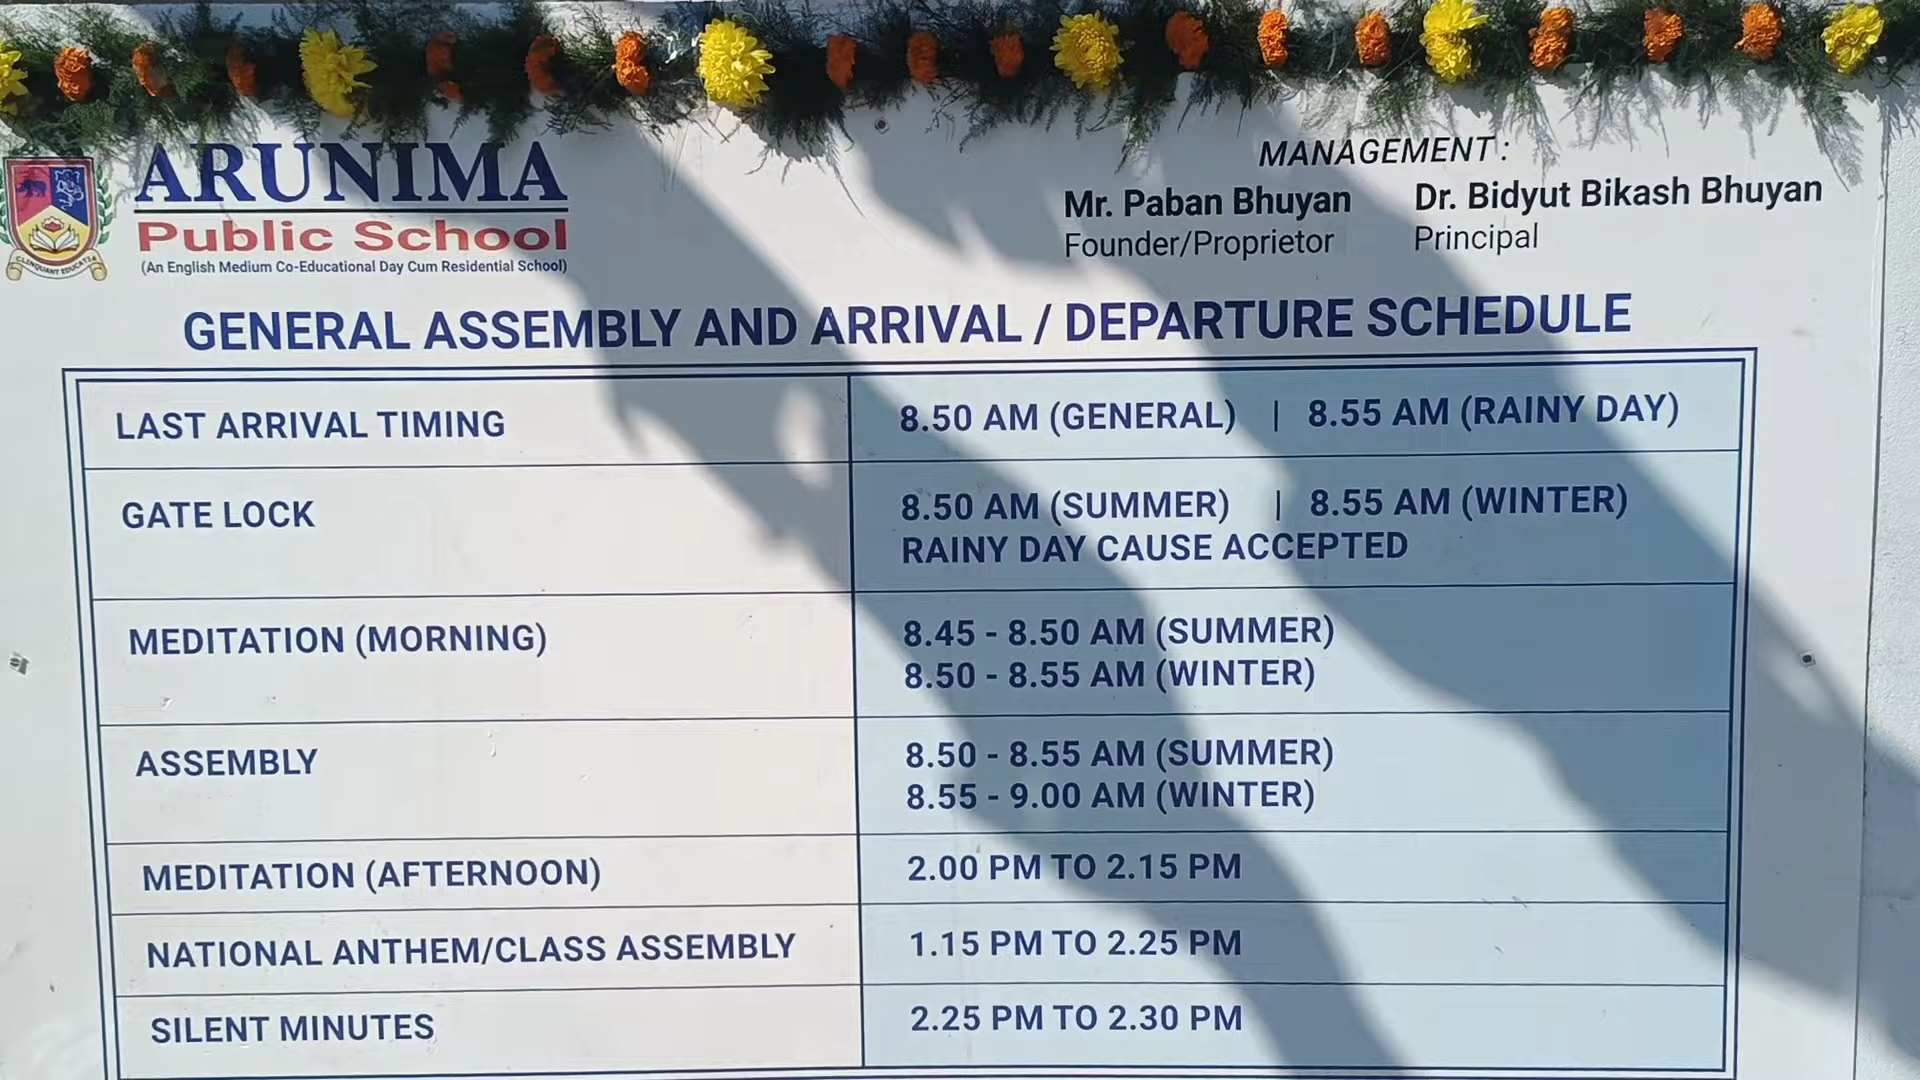 ARUNIMA
Public School
(An English Medium Co-Educational Day Cum Residential School)
CLINQUANT EDUCATIA
MANAGEMENT :
Mr. Paban Bhuyan
Founder/Proprietor
Dr. Bidyut Bikash Bhuyan
Principal
GENERAL ASSEMBLY AND ARRIVAL / DEPARTURE SCHEDULE
LAST ARRIVAL TIMING 8.50 AM (GENERAL) | 8.55 AM (RAINY DAY)
GATE LOCK 8.50 AM (SUMMER) | 8.55 AM (WINTER)
RAINY DAY CAUSE ACCEPTED
MEDITATION (MORNING) 8.45 - 8.50 AM (SUMMER)
8.50 - 8.55 AM (WINTER)
ASSEMBLY 8.50 - 8.55 AM (SUMMER)
8.55 - 9.00 AM (WINTER)
MEDITATION (AFTERNOON) 2.00 PM TO 2.15 PM
NATIONAL ANTHEM/CLASS ASSEMBLY 1.15 PM TO 2.25 PM
SILENT MINUTES 2.25 PM TO 2.30 PM